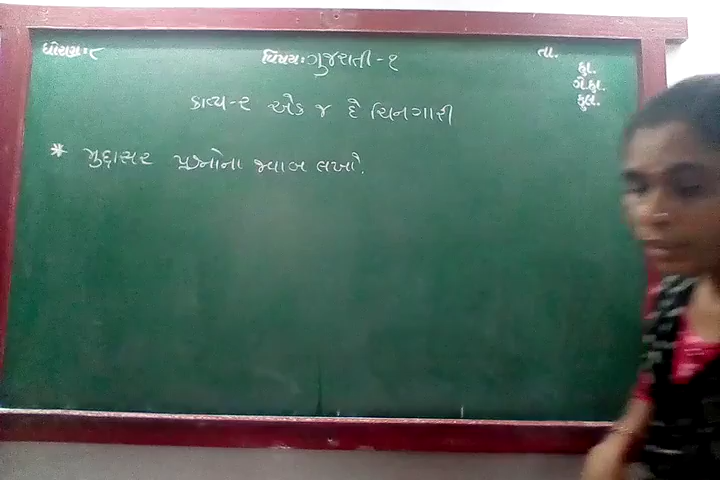 ધોરણ:૮ વિષય:ગુજરાતી-૧ તા.
હા.
ગે.હા.
કુલ.
કાવ્ય-૨ એક જ દે ચિનગારી
* મુદ્દાસર પ્રશ્નોના જવાબ લખો.